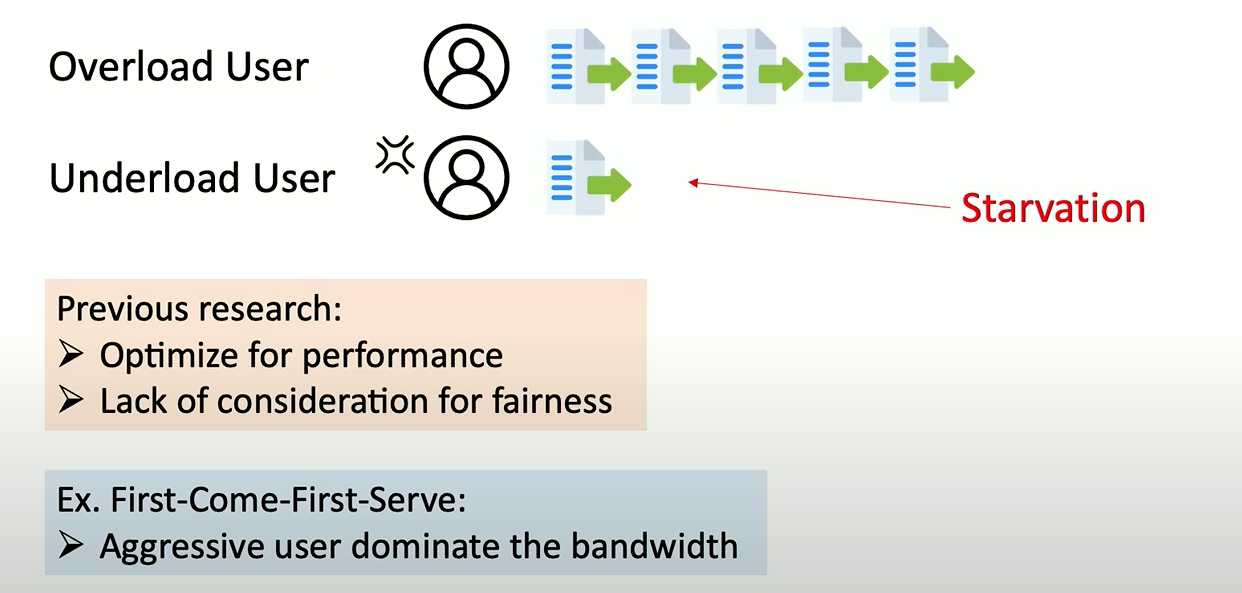 Overload User
Underload User
Starvation
Previous research:
➢ Optimize for performance
➢ Lack of consideration for fairness
Ex. First-Come-First-Serve:
➢ Aggressive user dominate the bandwidth